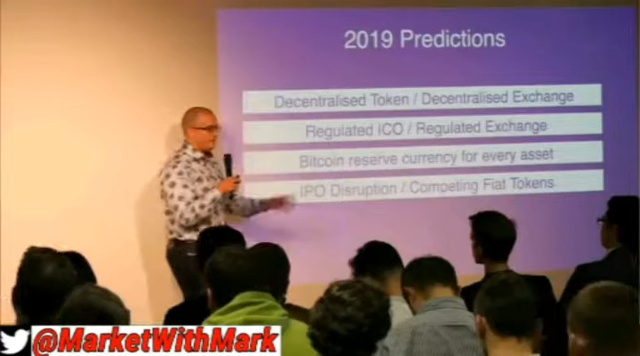 2019 Predictions
Decentralised Token / Decentralised Exchange
Regulated ICO / Regulated Exchange
Bitcoin reserve currency for every asset
IPO Disruption / Competing Fiat Tokens
@MarketWithMark